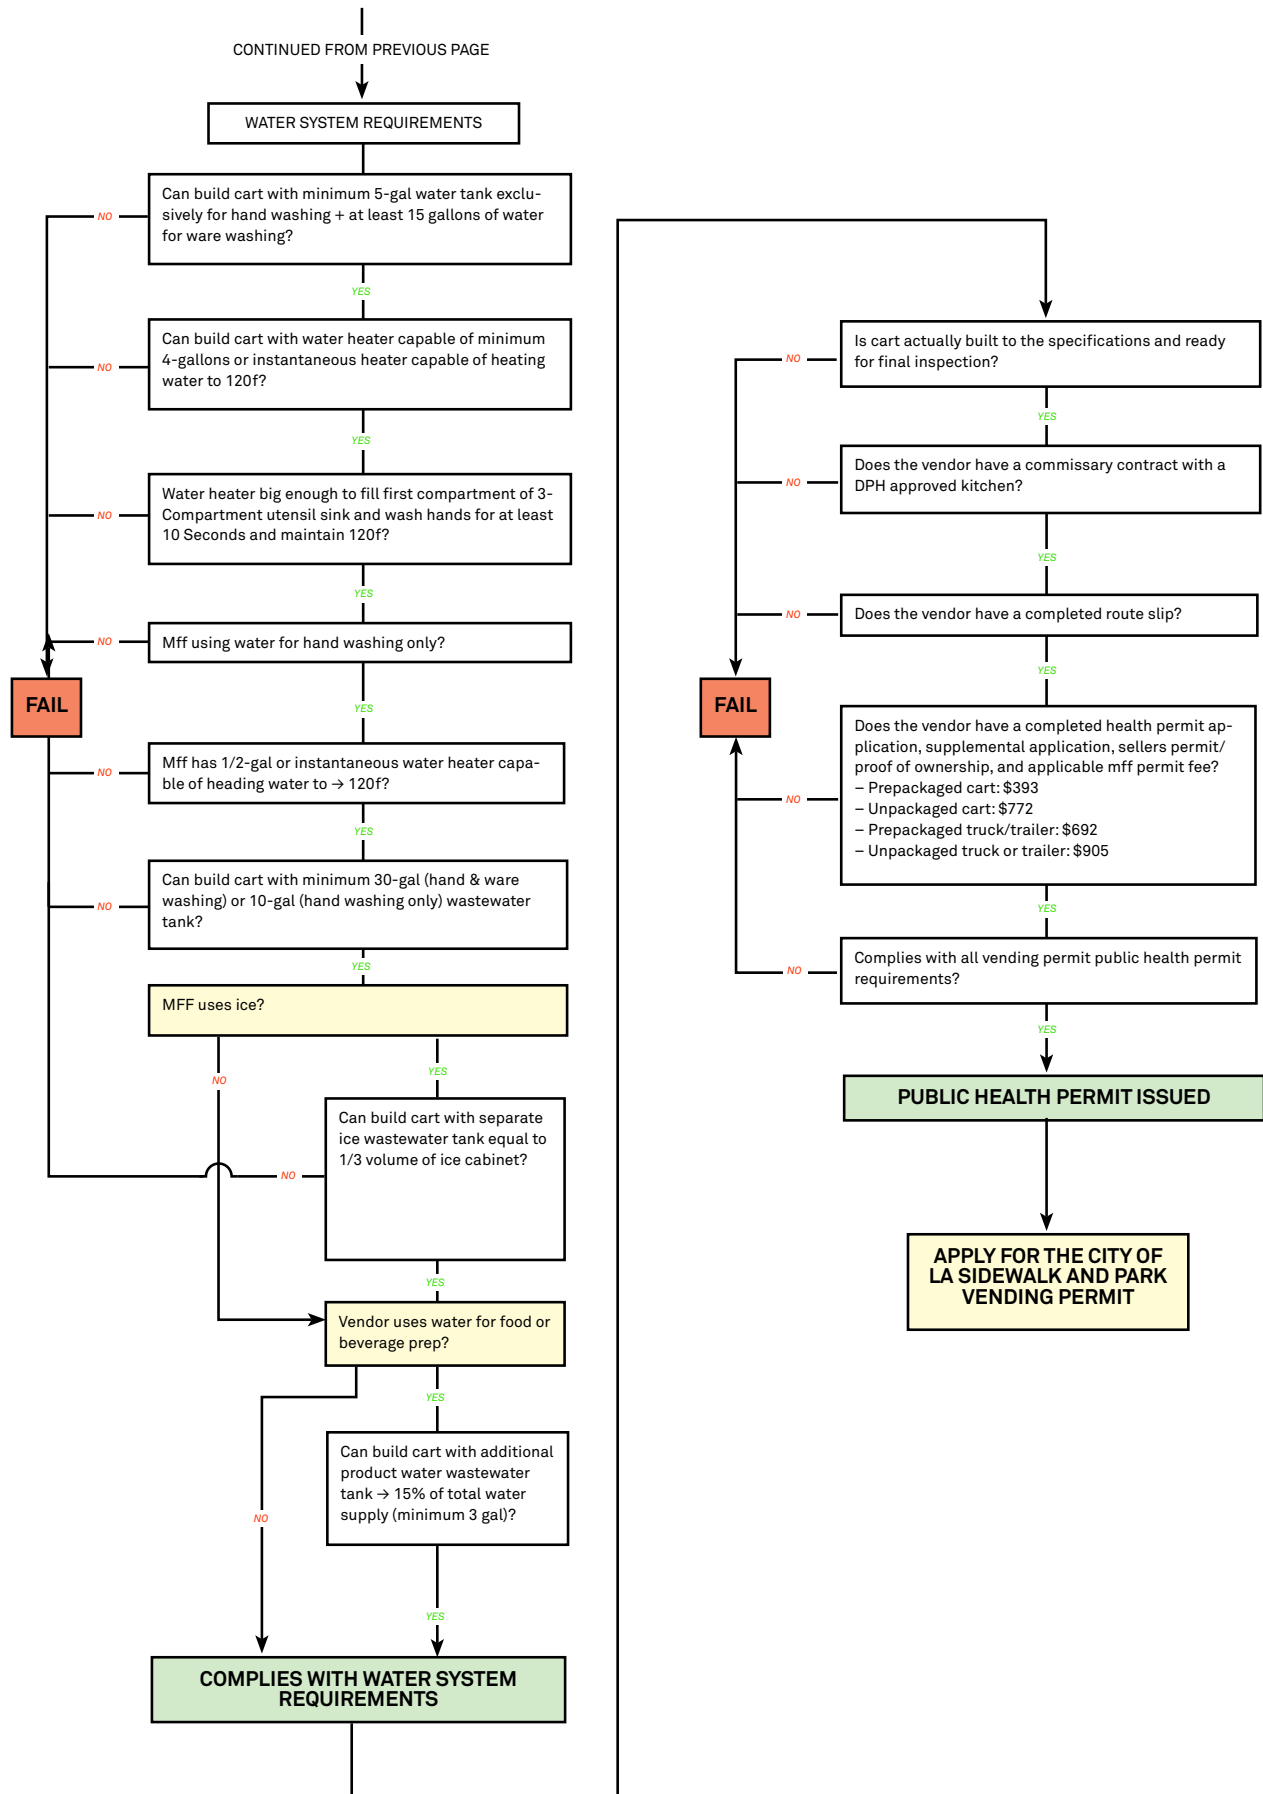 CONTINUED FROM PREVIOUS PAGE
WATER SYSTEM REQUIREMENTS
Can build cart with minimum 5-gal water tank exclu-
sively for hand washing + at least 15 gallons of water
for ware washing?
NO
YES
Can build cart with water heater capable of minimum
4-gallons or instantaneous heater capable of heating
water to 120f?
NO
YES
Water heater big enough to fill first compartment of 3-
Compartment utensil sink and wash hands for at least
10 Seconds and maintain 120f?
NO
YES
Mff using water for hand washing only?
NO
FAIL
YES
Mff has 1/2-gal or instantaneous water heater capa-
ble of heading water to → 120f?
NO
YES
Can build cart with minimum 30-gal (hand & ware
washing) or 10-gal (hand washing only) wastewater
tank?
NO
YES
MFF uses ice?
NO
YES
Can build cart with separate
ice wastewater tank equal to
1/3 volume of ice cabinet?
NO
YES
Vendor uses water for food or
beverage prep?
YES
Can build cart with additional
product water wastewater
tank → 15% of total water
supply (minimum 3 gal)?
NO
YES
COMPLIES WITH WATER SYSTEM
REQUIREMENTS
Is cart actually built to the specifications and ready
for final inspection?
NO
YES
Does the vendor have a commissary contract with a
DPH approved kitchen?
NO
YES
Does the vendor have a completed route slip?
NO
YES
FAIL
Does the vendor have a completed health permit ap-
plication, supplemental application, sellers permit/
proof of ownership, and applicable mff permit fee?
– Prepackaged cart: $393
– Unpackaged cart: $772
– Prepackaged truck/trailer: $692
– Unpackaged truck or trailer: $905
NO
YES
Complies with all vending permit public health permit
requirements?
NO
YES
PUBLIC HEALTH PERMIT ISSUED
APPLY FOR THE CITY OF
LA SIDEWALK AND PARK
VENDING PERMIT